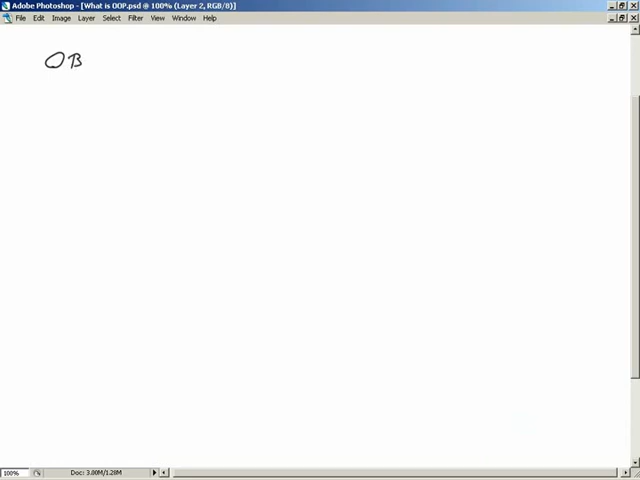 Adobe Photoshop - [What is OOP.psd @ 100% (Layer 2, RGB/8)]
File Edit Image Layer Select Filter View Window Help
OB
100% Doc: 3.80M/1.28M